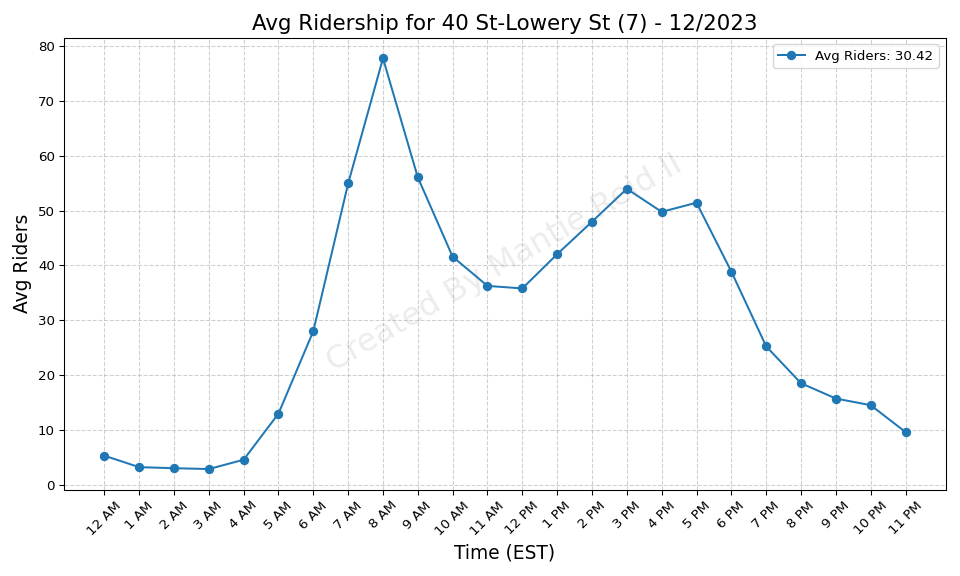 Avg Ridership for 40 St-Lowery St (7) - 12/2023
Avg Riders: 30.42
80
70
60
50
40
30
20
10
0
Avg Riders
Created By Mantie Reid II
12 AM
1 AM
2 AM
3 AM
4 AM
5 AM
6 AM
7 AM
8 AM
9 AM
10 AM
11 AM
12 PM
1 PM
2 PM
3 PM
4 PM
5 PM
6 PM
7 PM
8 PM
9 PM
10 PM
11 PM
Time (EST)